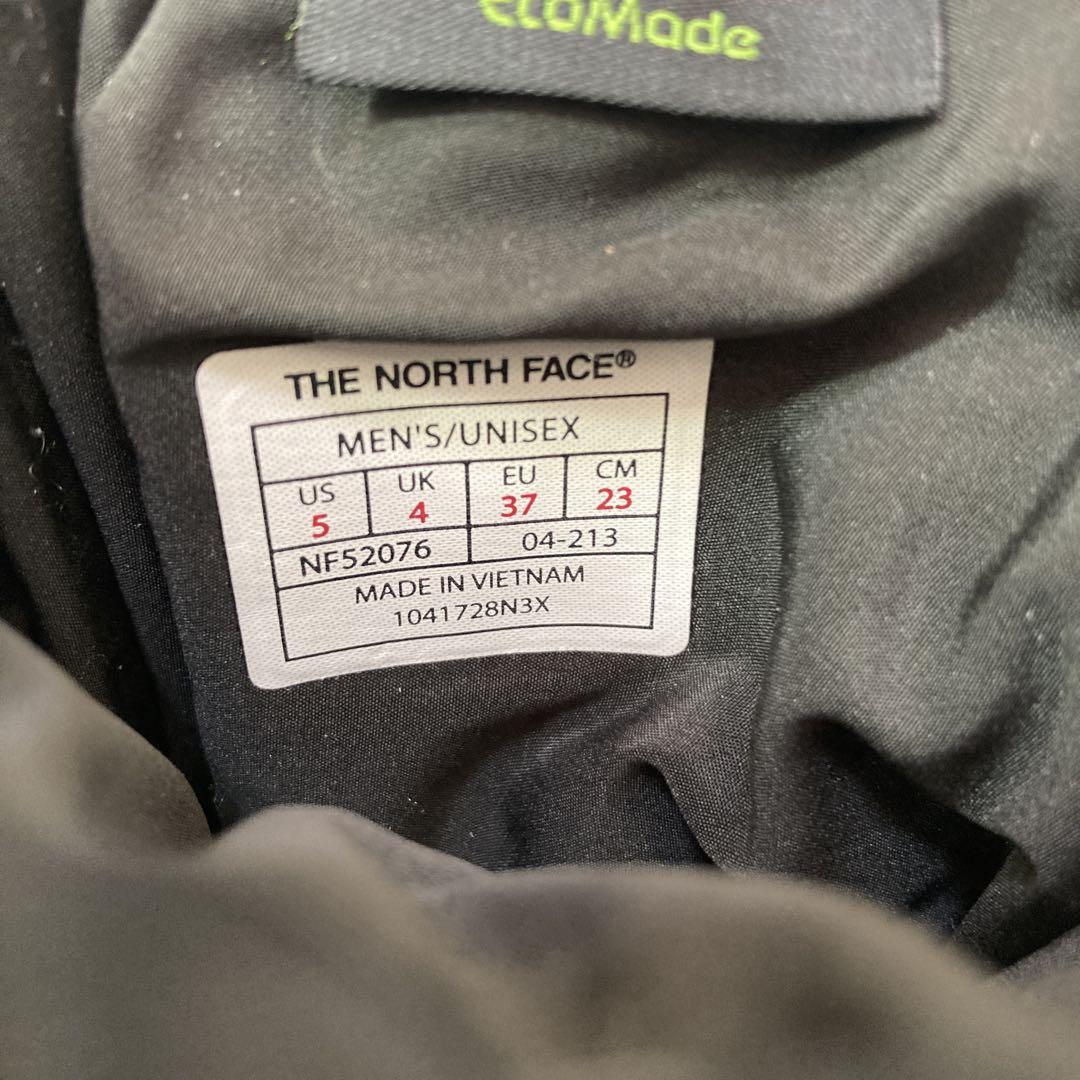 ecoMade
THE NORTH FACE®
MEN'S/UNISEX
US UK EU CM
5 4 37 23
NF52076 04-213
MADE IN VIETNAM
1041728N3X